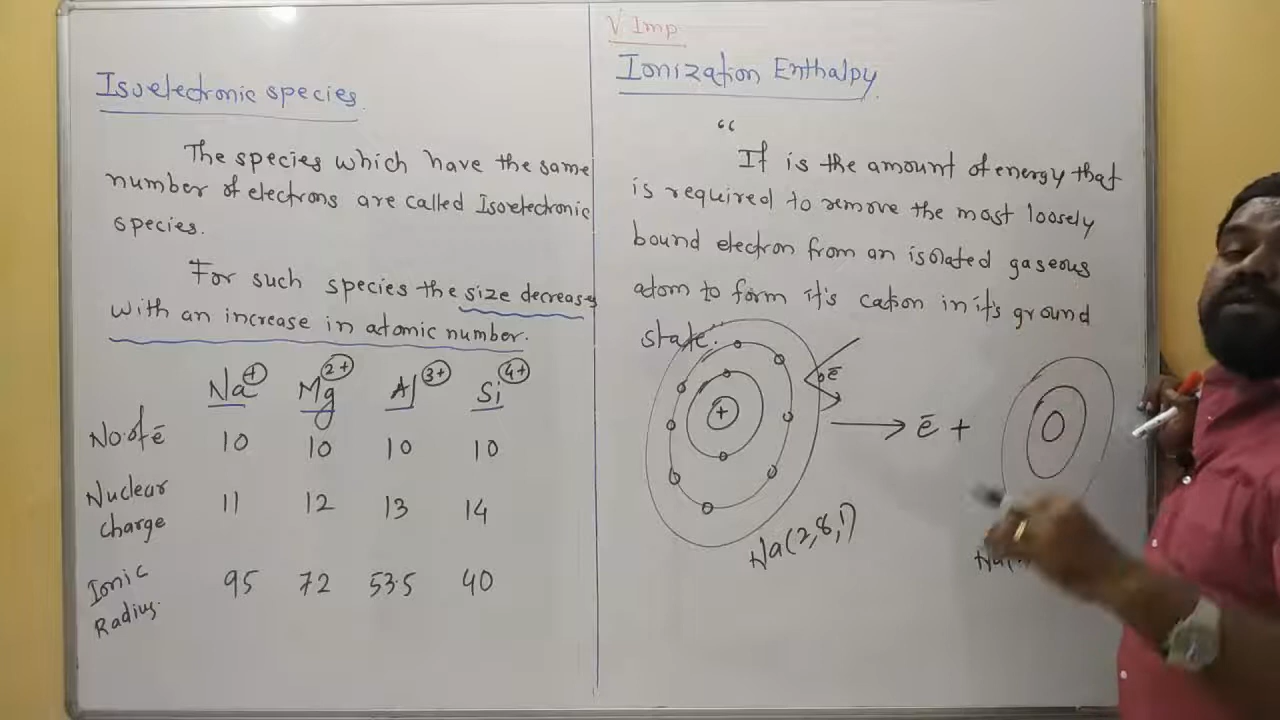 Isoelectronic species.
The species which have the same
number of electrons are called Isoelectronic
species.
For such species the size decreases
with an increase in atomic number.
Na+ Mg2+ Al3+ Si4+
No. of ē 10 10 10 10
Nuclear
charge 11 12 13 14
Ionic
Radius. 95 72 53.5 40
V Imp
Ionization Enthalpy.
“ It is the amount of energy that
is required to remove the most loosely
bound electron from an isolated gaseous
atom to form it's cation in it's ground
state.”
+
ē
ē +
Na(2,8,1)